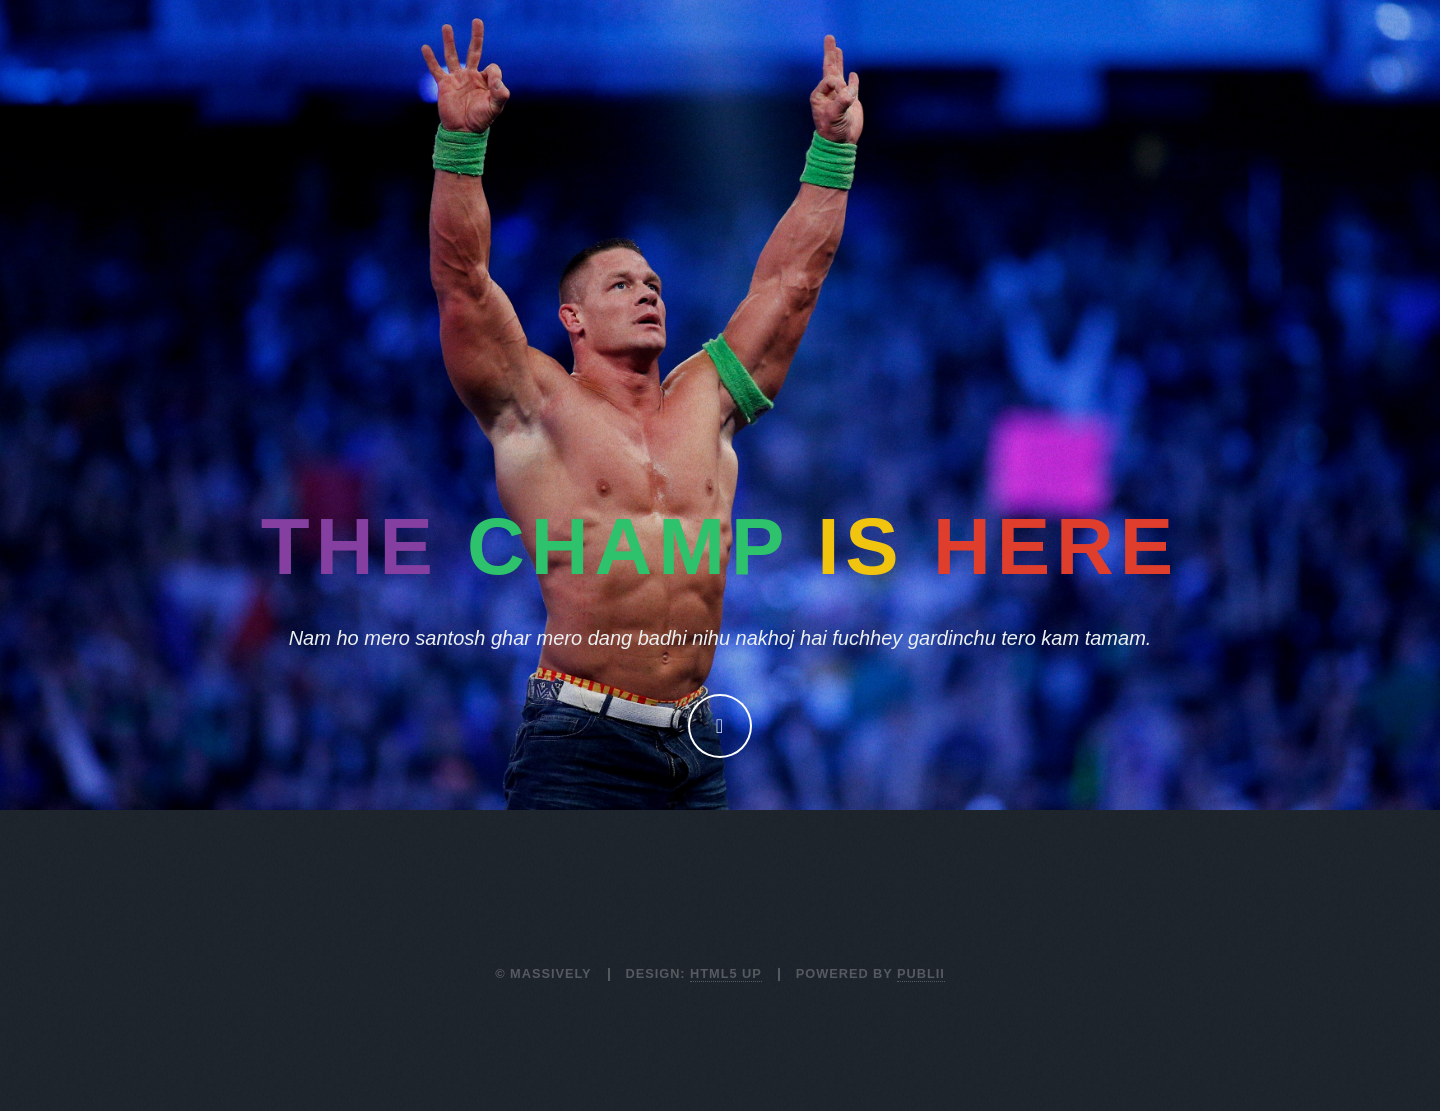 THE CHAMP IS HERE
Nam ho mero santosh ghar mero dang badhi nihu nakhoj hai fuchhey gardinchu tero kam tamam.
© MASSIVELY | DESIGN: HTML5 UP | POWERED BY PUBLII